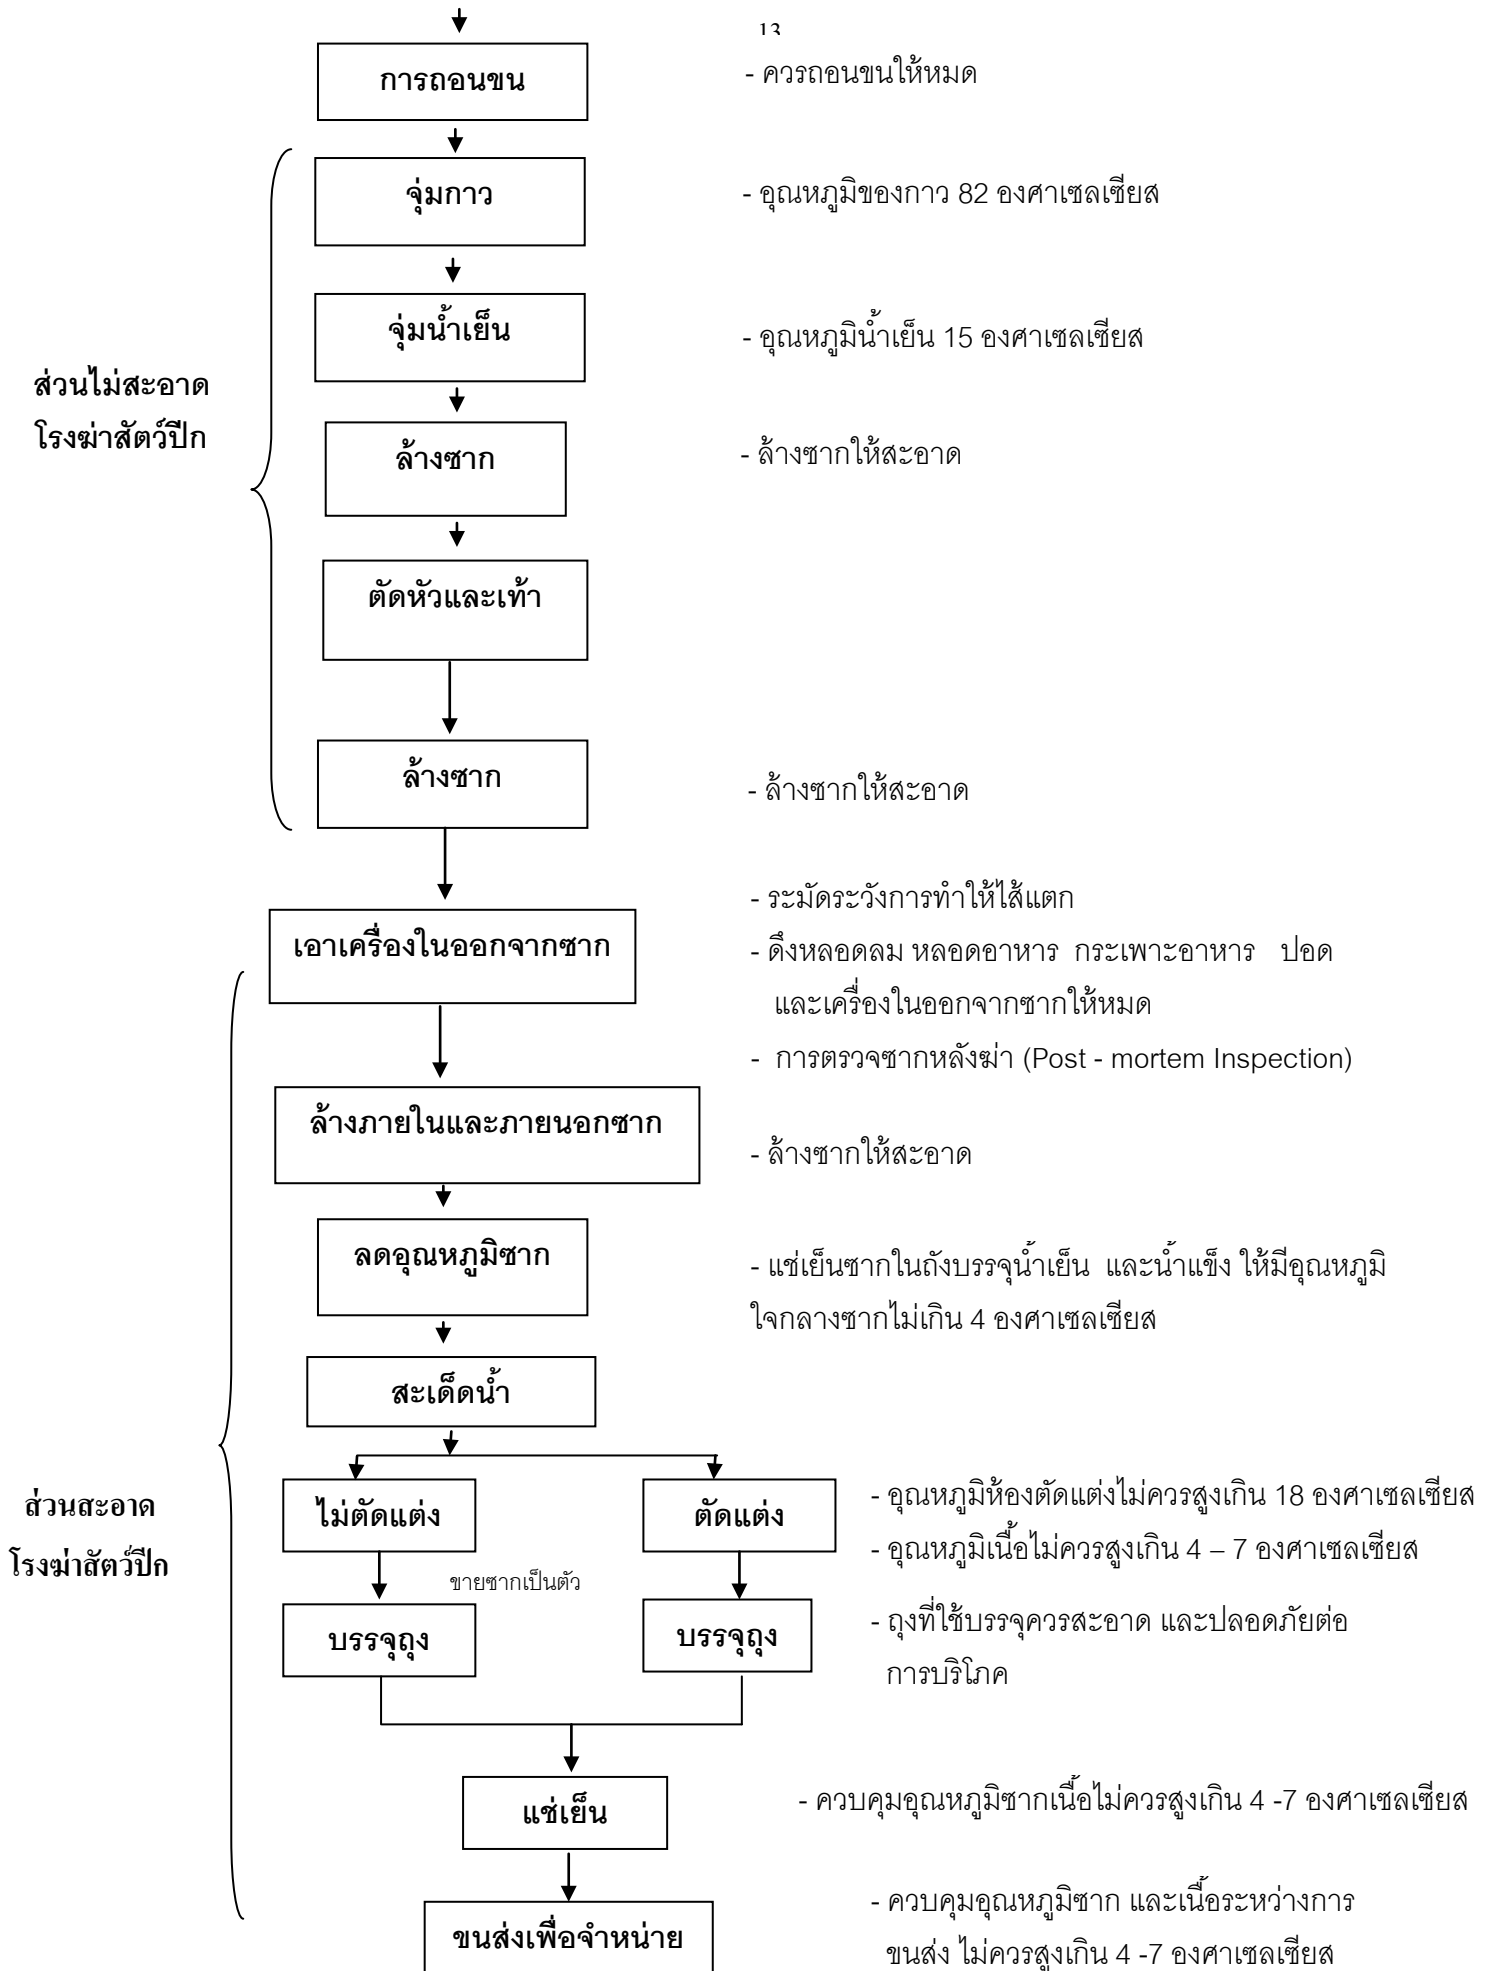 13
การถอนขน
- ควรถอนขนให้หมด
จุ่มกาว
- อุณหภูมิของกาว 82 องศาเซลเซียส
จุ่มน้ำเย็น
- อุณหภูมิน้ำเย็น 15 องศาเซลเซียส
ส่วนไม่สะอาด
โรงฆ่าสัตว์ปีก
ล้างซาก
- ล้างซากให้สะอาด
ตัดหัวและเท้า
ล้างซาก
- ล้างซากให้สะอาด
เอาเครื่องในออกจากซาก
- ระมัดระวังการทำให้ไส้แตก
- ดึงหลอดลม หลอดอาหาร กระเพาะอาหาร ปอด
และเครื่องในออกจากซากให้หมด
- การตรวจซากหลังฆ่า (Post - mortem Inspection)
ล้างภายในและภายนอกซาก
- ล้างซากให้สะอาด
ลดอุณหภูมิซาก
- แช่เย็นซากในถังบรรจุน้ำเย็น และน้ำแข็ง ให้มีอุณหภูมิ
ใจกลางซากไม่เกิน 4 องศาเซลเซียส
สะเด็ดน้ำ
ส่วนสะอาด
โรงฆ่าสัตว์ปีก
ไม่ตัดแต่ง
ตัดแต่ง
- อุณหภูมิห้องตัดแต่งไม่ควรสูงเกิน 18 องศาเซลเซียส
- อุณหภูมิเนื้อไม่ควรสูงเกิน 4 – 7 องศาเซลเซียส
ขายซากเป็นตัว
บรรจุถุง
บรรจุถุง
- ถุงที่ใช้บรรจุควรสะอาด และปลอดภัยต่อ
การบริโภค
แช่เย็น
- ควบคุมอุณหภูมิซากเนื้อไม่ควรสูงเกิน 4 -7 องศาเซลเซียส
ขนส่งเพื่อจำหน่าย
- ควบคุมอุณหภูมิซาก และเนื้อระหว่างการ
ขนส่ง ไม่ควรสูงเกิน 4 -7 องศาเซลเซียส